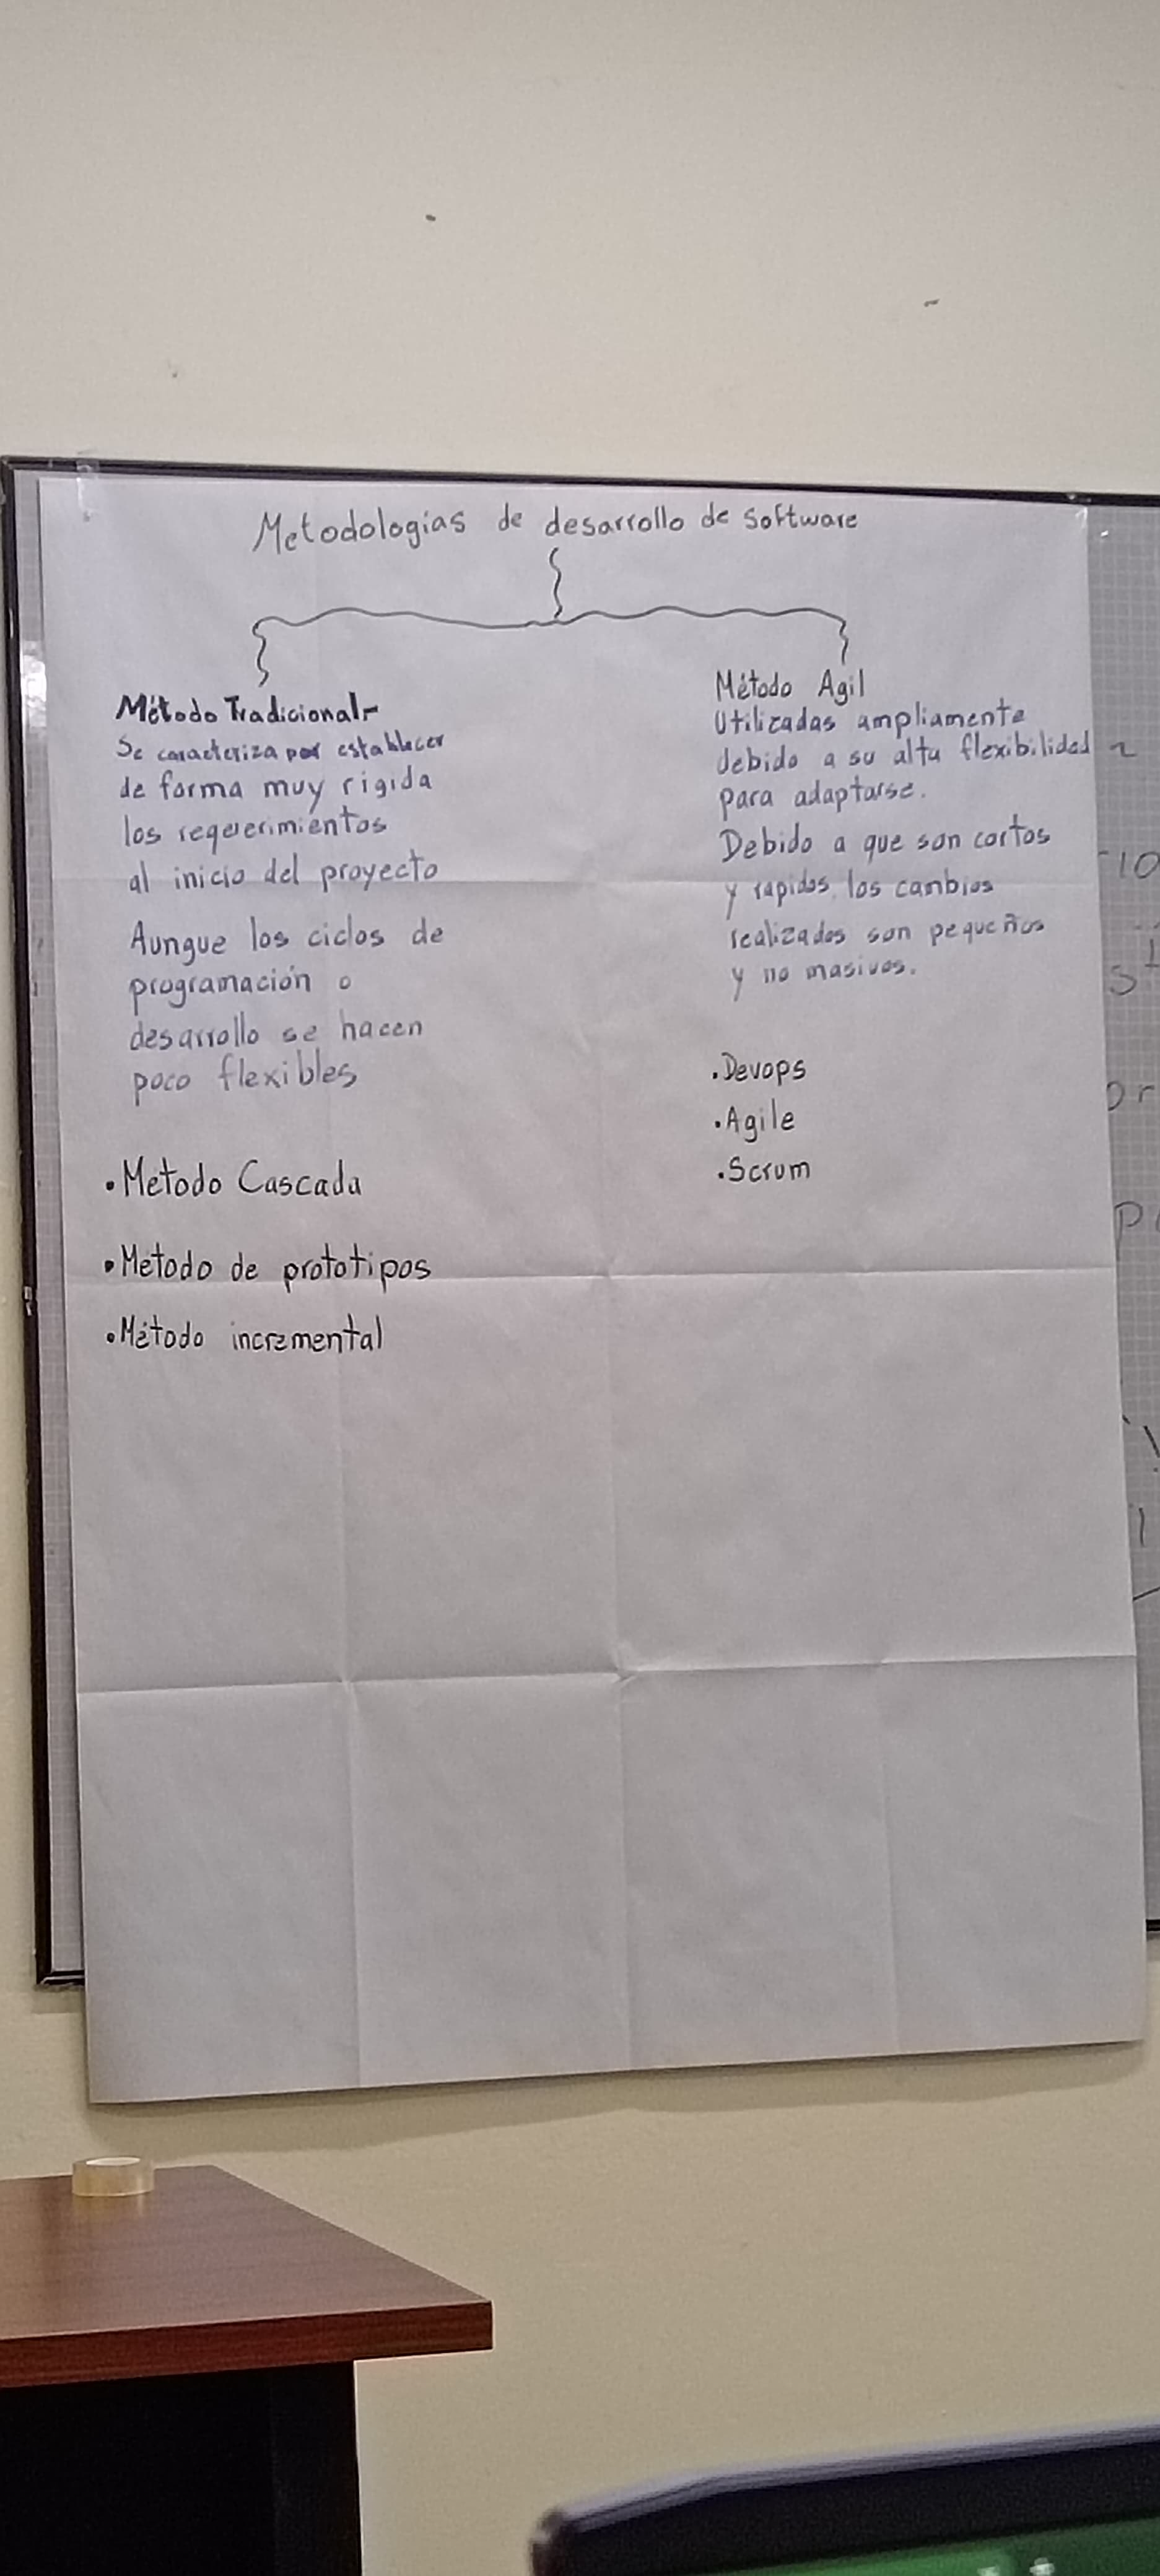 Metodologías de desarrollo de software
Método Tradicional-
Se caracteriza por establecer
de forma muy rigida
los requerimientos
al inicio del proyecto
Aunque los ciclos de
programación o
desarrollo se hacen
poco flexibles
•Metodo Cascada
•Metodo de prototipos
•Método incremental
Método Agil
Utilizadas ampliamente
debido a su alta flexibilidad
para adaptarse.
Debido a que son cortos
y rapidos, los cambios
realizados son pequeños
y no masivos.
•Devops
•Agile
•Scrum